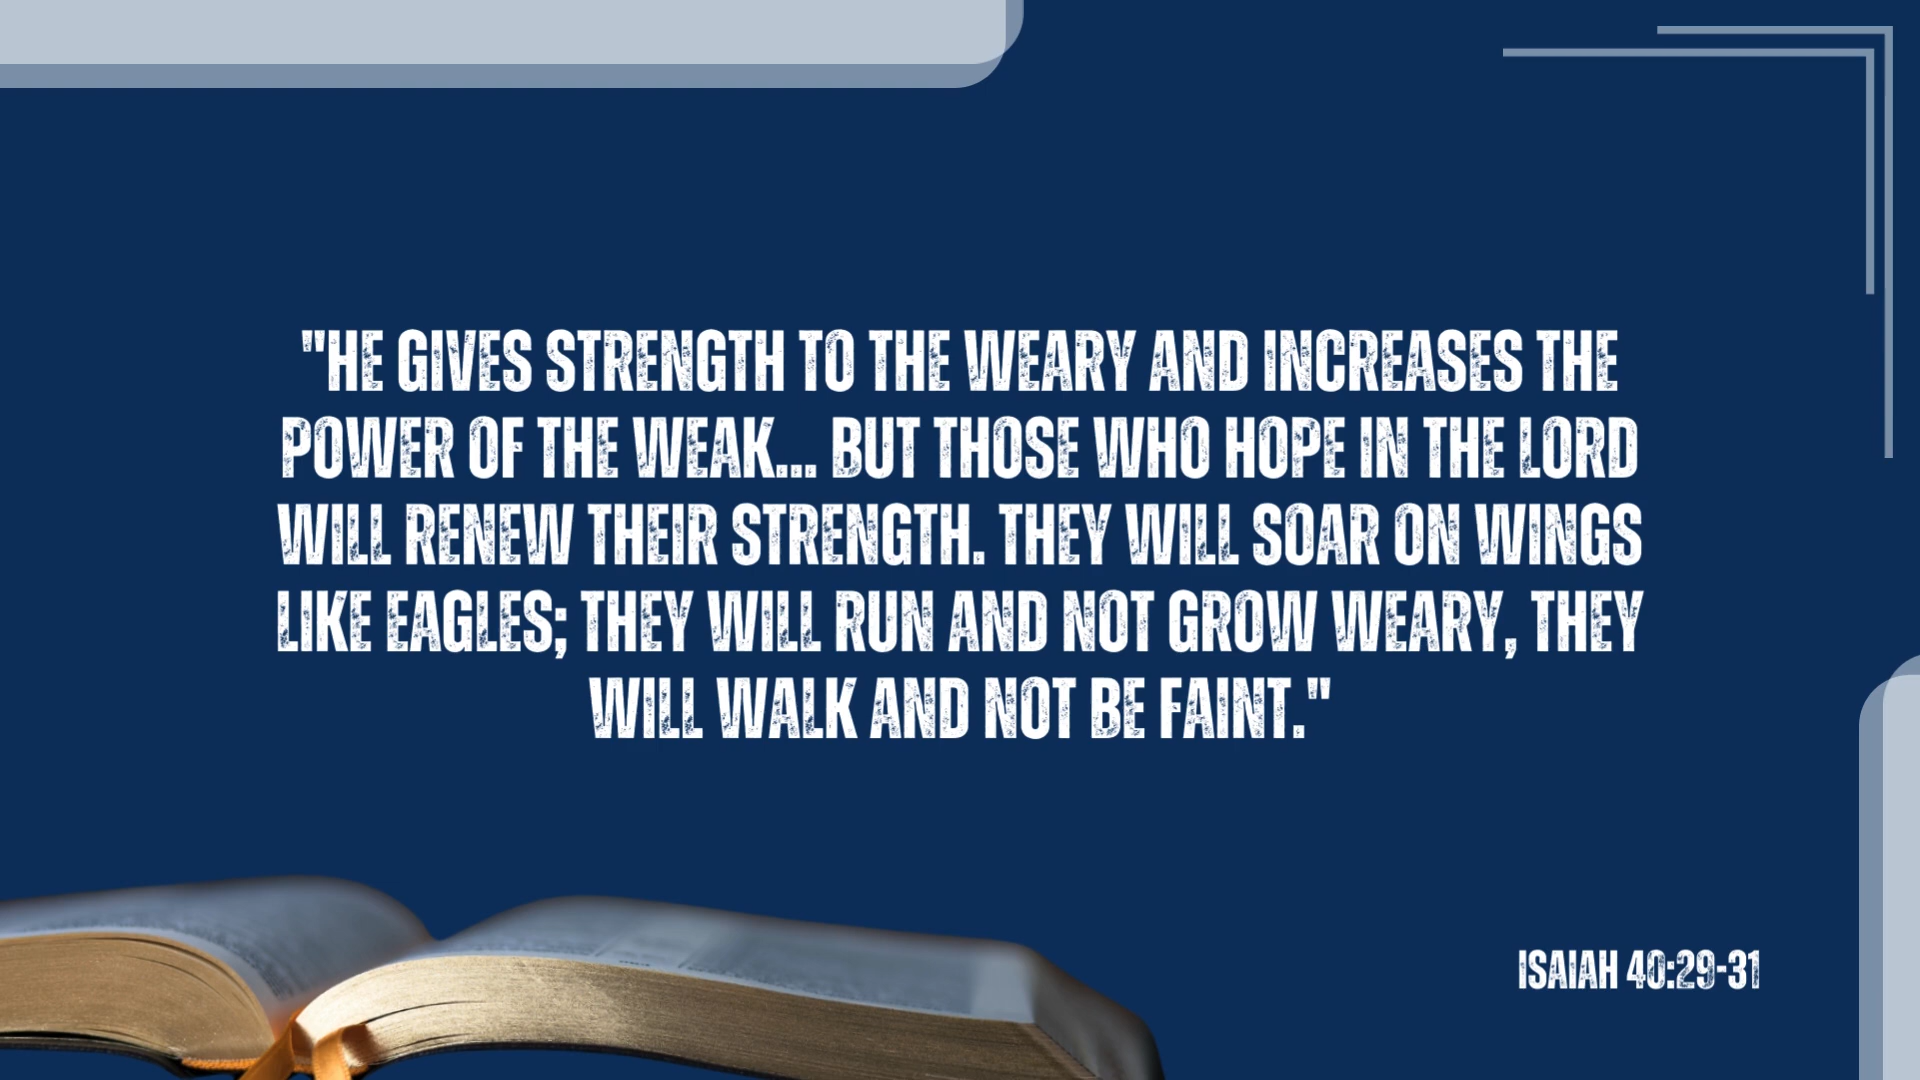 "HE GIVES STRENGTH TO THE WEARY AND INCREASES THE
POWER OF THE WEAK... BUT THOSE WHO HOPE IN THE LORD
WILL RENEW THEIR STRENGTH. THEY WILL SOAR ON WINGS
LIKE EAGLES; THEY WILL RUN AND NOT GROW WEARY, THEY
WILL WALK AND NOT BE FAINT."
ISAIAH 40:29-31